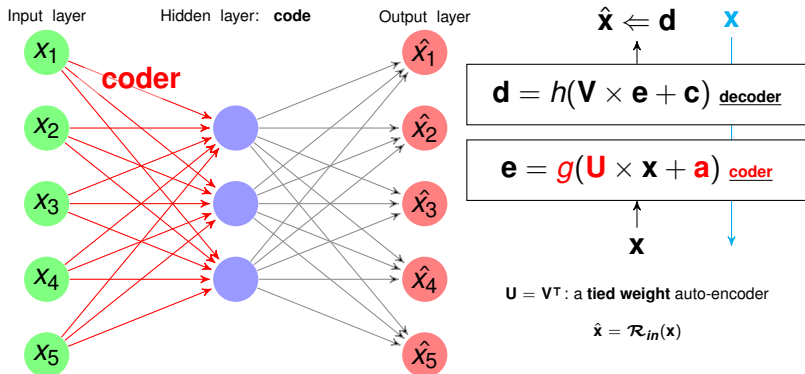 Input layer
Hidden layer: code
Output layer
x₁
x₂
x₃
x₄
x₅
coder
x̂₁
x̂₂
x̂₃
x̂₄
x̂₅
x̂ ⇐ d
x
d = h(V × e + c) decoder
e = g(U × x + a) coder
x
U = Vᵀ: a tied weight auto-encoder
x̂ = 𝓡ᵢₙ(x)